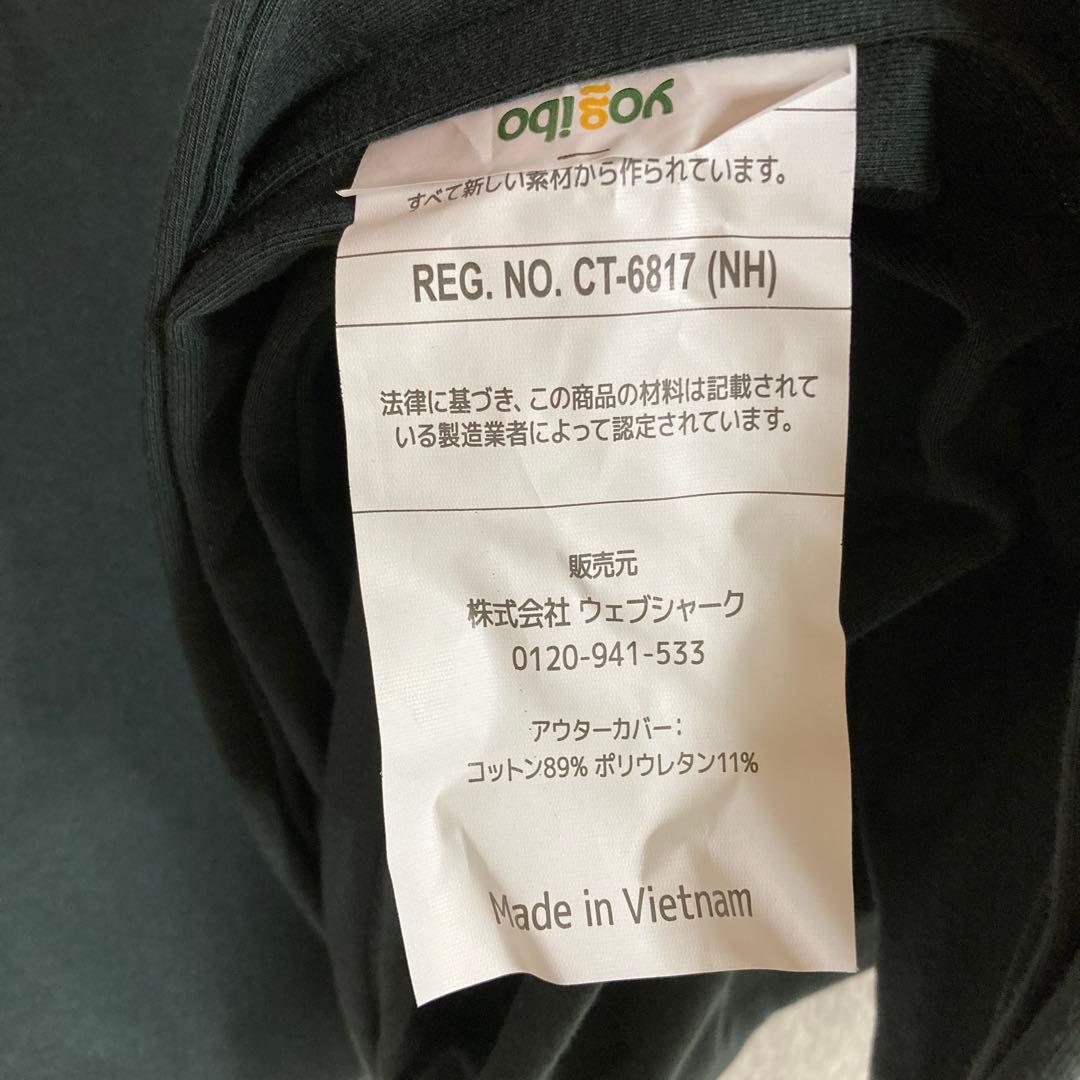 yogibo
すべて新しい素材から作られています。
REG. NO. CT-6817 (NH)
法律に基づき、この商品の材料は記載されて
いる製造業者によって認定されています。
販売元
株式会社 ウェブシャーク
0120-941-533
アウターカバー:
コットン89% ポリウレタン11%
Made in Vietnam